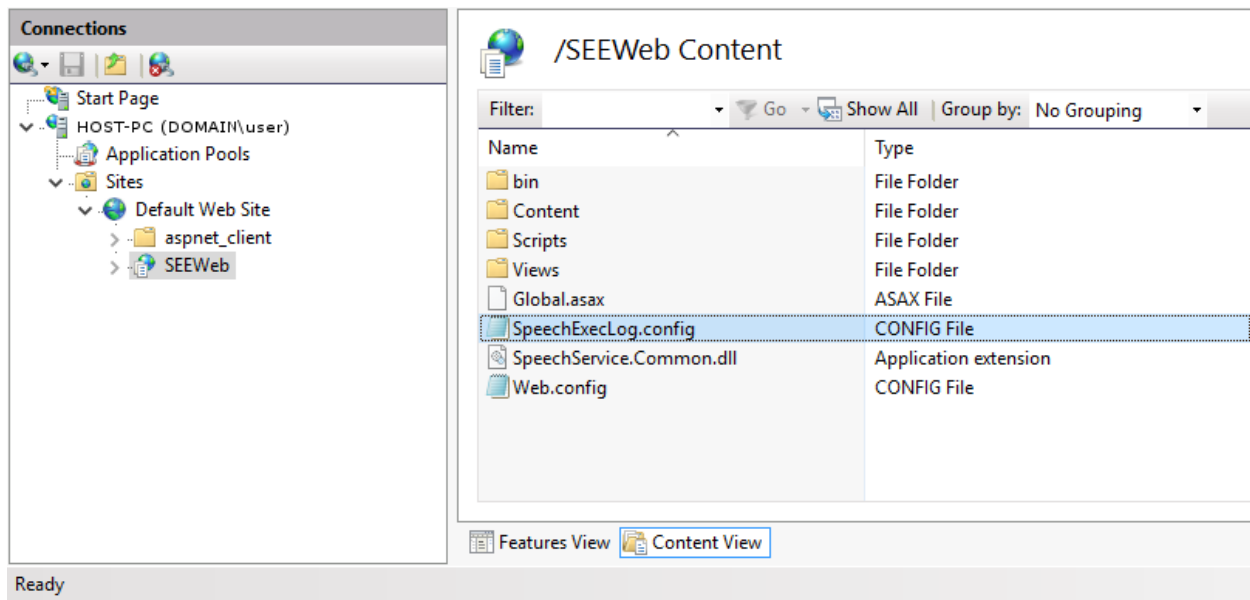 Connections
Start Page
HOST-PC (DOMAIN\user)
Application Pools
Sites
Default Web Site
aspnet_client
SEEWeb
/SEEWeb Content
Filter: Go Show All Group by: No Grouping
Name Type
bin File Folder
Content File Folder
Scripts File Folder
Views File Folder
Global.asax ASAX File
SpeechExecLog.config CONFIG File
SpeechService.Common.dll Application extension
Web.config CONFIG File
Features View Content View
Ready